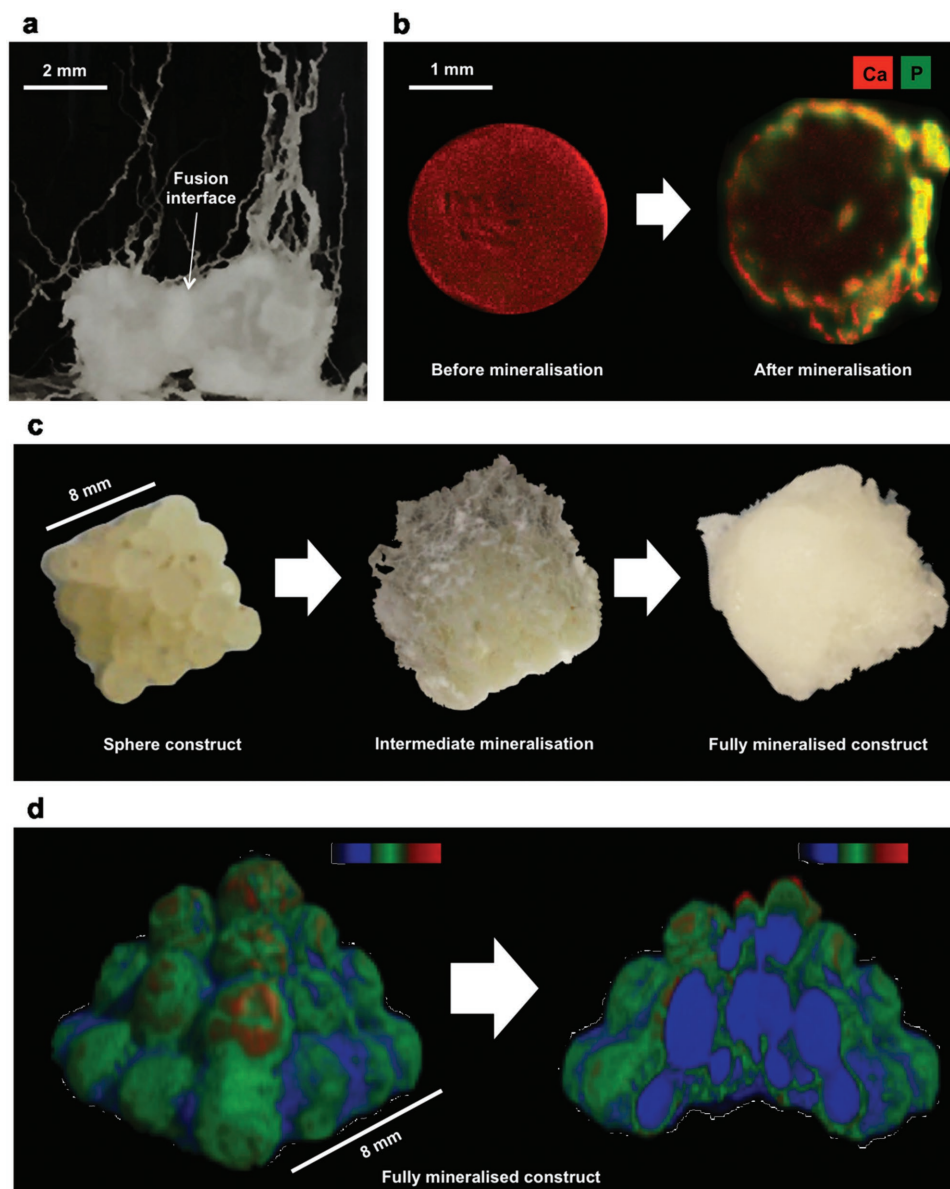 a
2 mm
Fusion
interface
b
1 mm
Ca P
Before mineralisation
After mineralisation
c
8 mm
Sphere construct
Intermediate mineralisation
Fully mineralised construct
d
8 mm
Fully mineralised construct